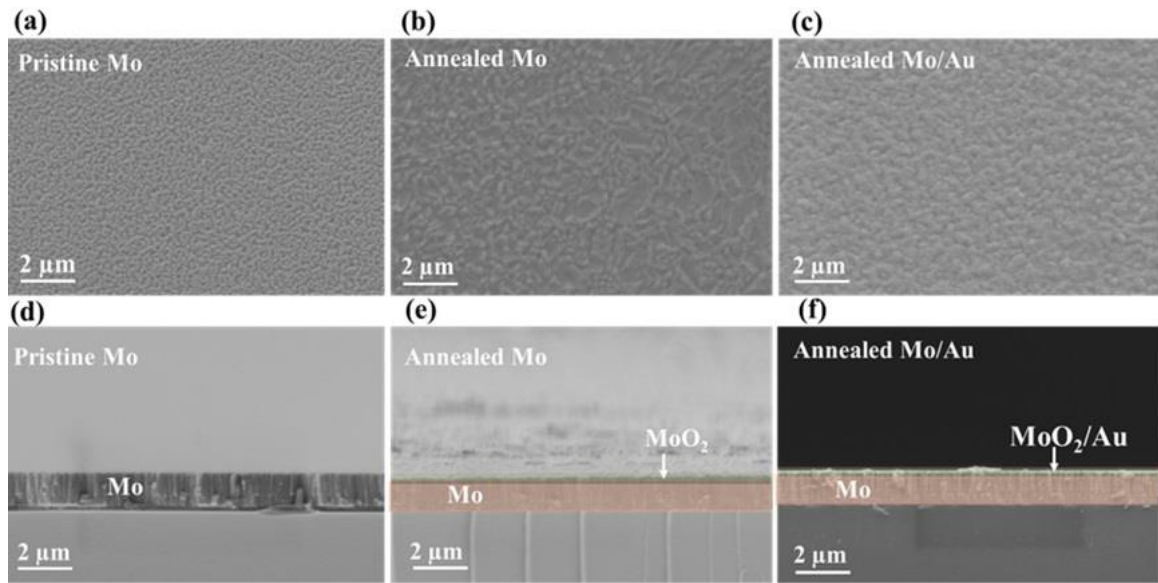 (a)
Pristine Mo
2 µm
(b)
Annealed Mo
2 µm
(c)
Annealed Mo/Au
2 µm
(d)
Pristine Mo
Mo
2 µm
(e)
Annealed Mo
MoO₂
Mo
2 µm
(f)
Annealed Mo/Au
MoO₂/Au
Mo
2 µm